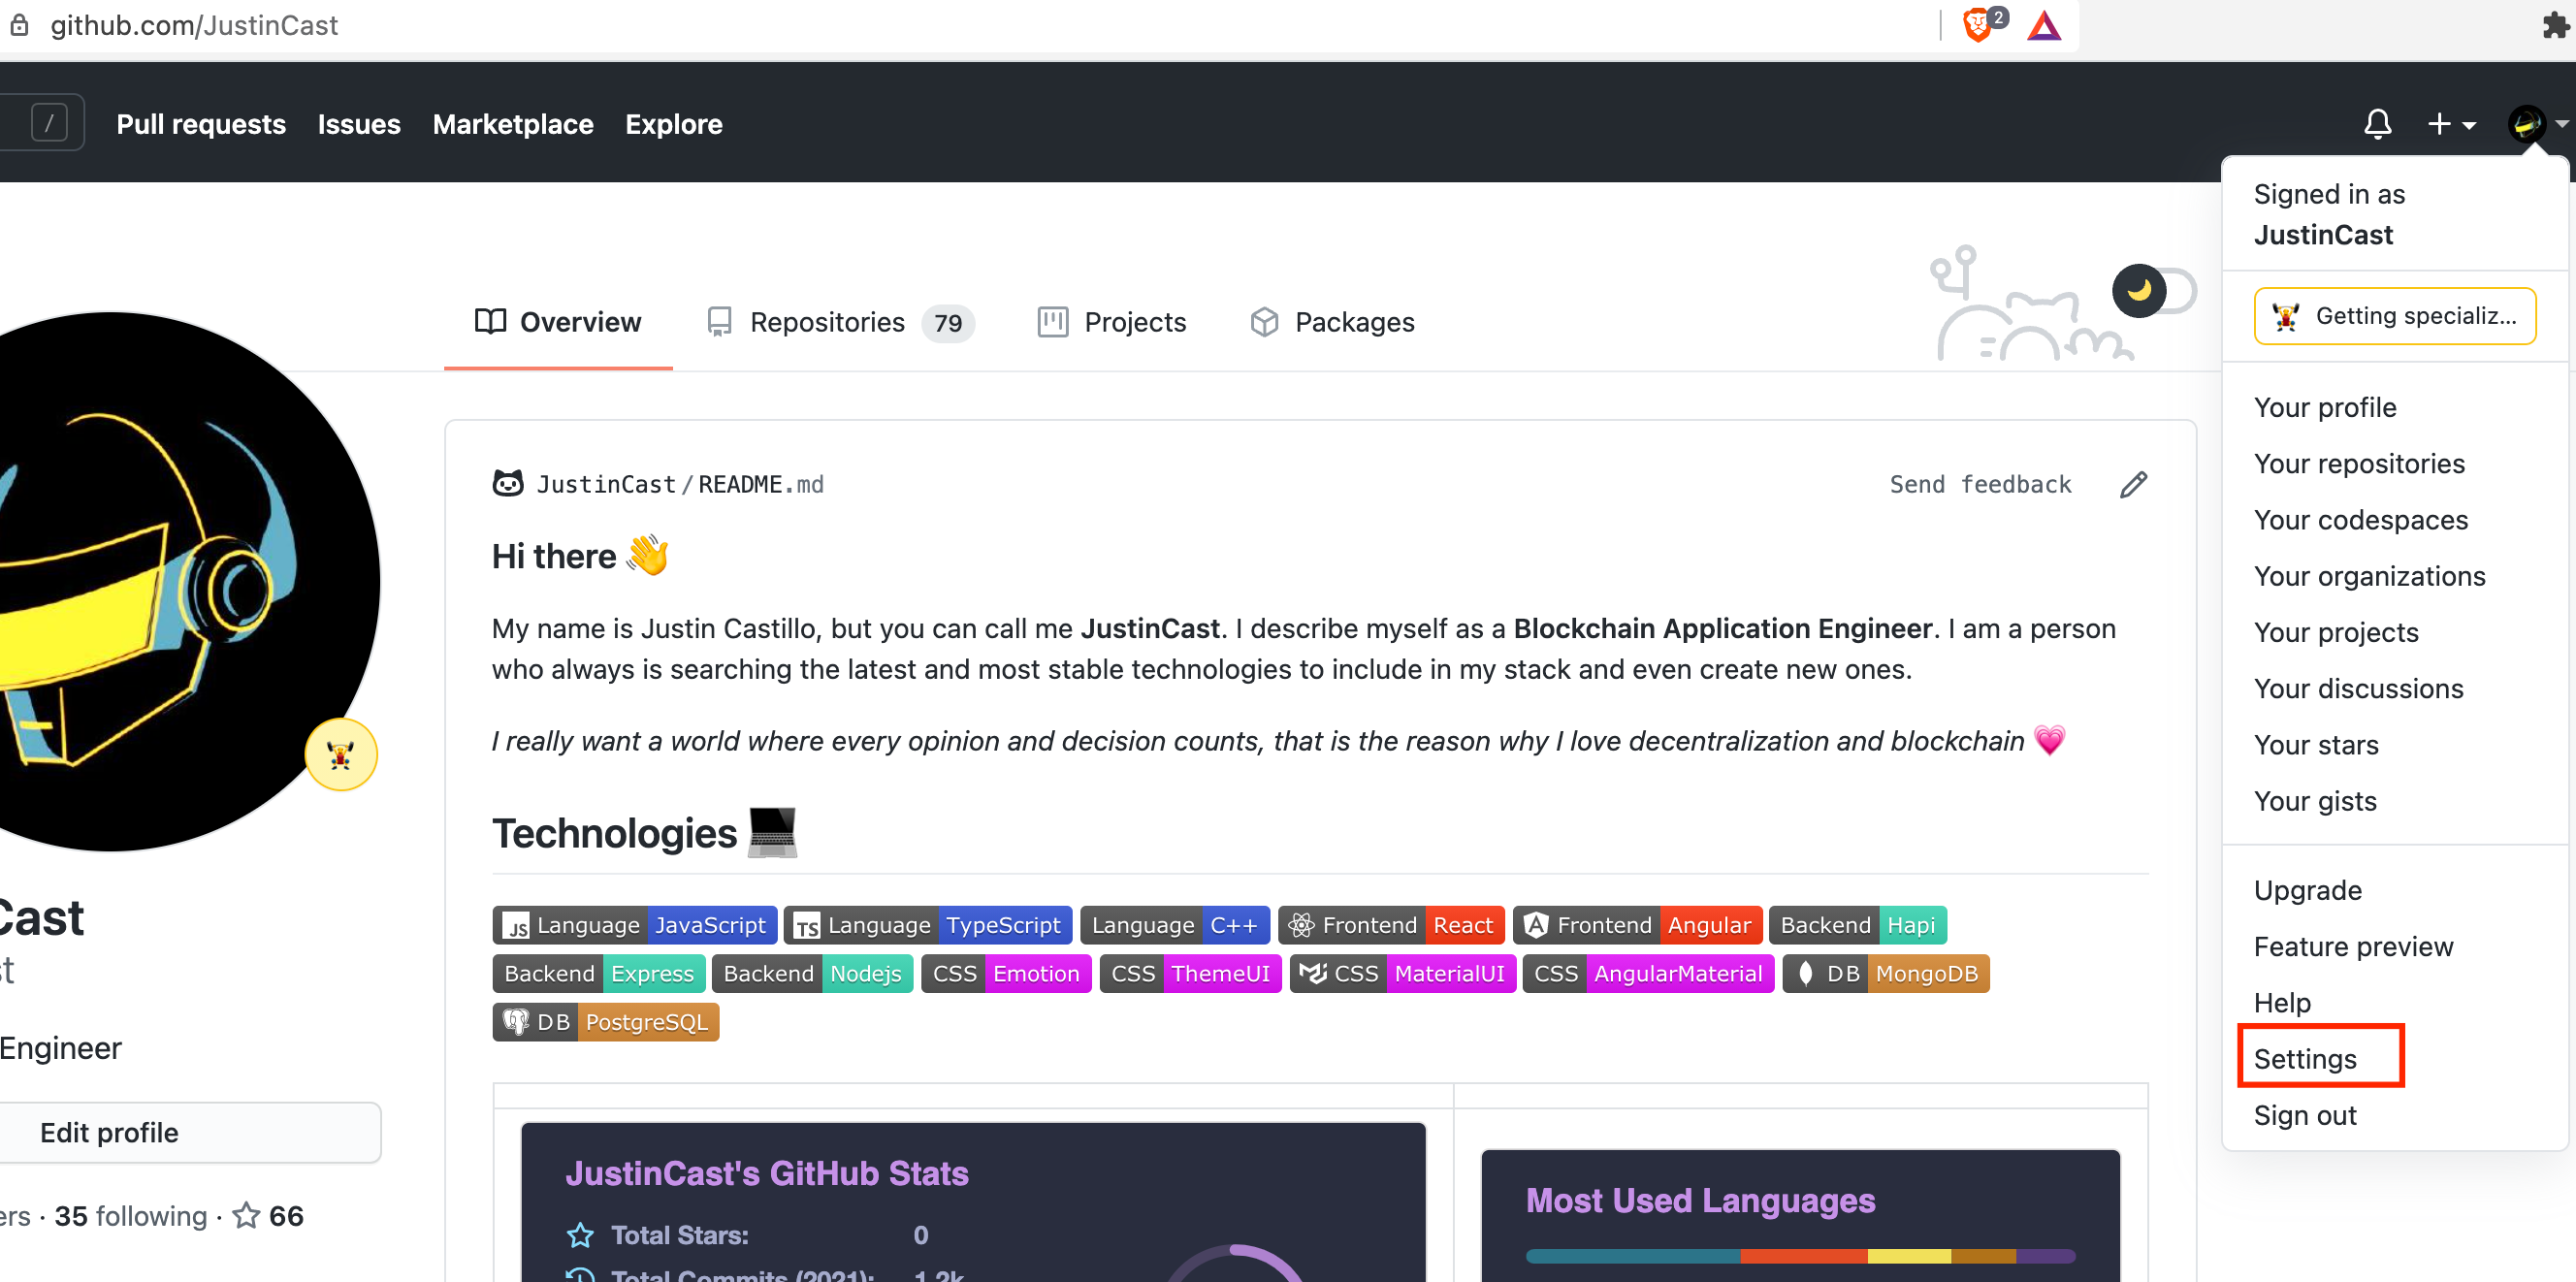 github.com/JustinCast
2
/
Pull requests Issues Marketplace Explore
Signed in as
JustinCast
Getting specializ...
Your profile
Your repositories
Your codespaces
Your organizations
Your projects
Your discussions
Your stars
Your gists
Upgrade
Feature preview
Help
Settings
Sign out
Overview Repositories 79 Projects Packages
JustinCast/README.md Send feedback
Hi there 👋
My name is Justin Castillo, but you can call me JustinCast. I describe myself as a Blockchain Application Engineer. I am a person
who always is searching the latest and most stable technologies to include in my stack and even create new ones.
I really want a world where every opinion and decision counts, that is the reason why I love decentralization and blockchain 💗
Technologies 💻
JS Language JavaScript TS Language TypeScript Language C++ Frontend React A Frontend Angular Backend Hapi
Backend Express Backend Nodejs CSS Emotion CSS ThemeUI CSS MaterialUI CSS AngularMaterial DB MongoDB
DB PostgreSQL
JustinCast's GitHub Stats
Total Stars: 0
Total Commits (2021): 1.2k
Most Used Languages
Cast
st
Engineer
Edit profile
ers · 35 following · 66